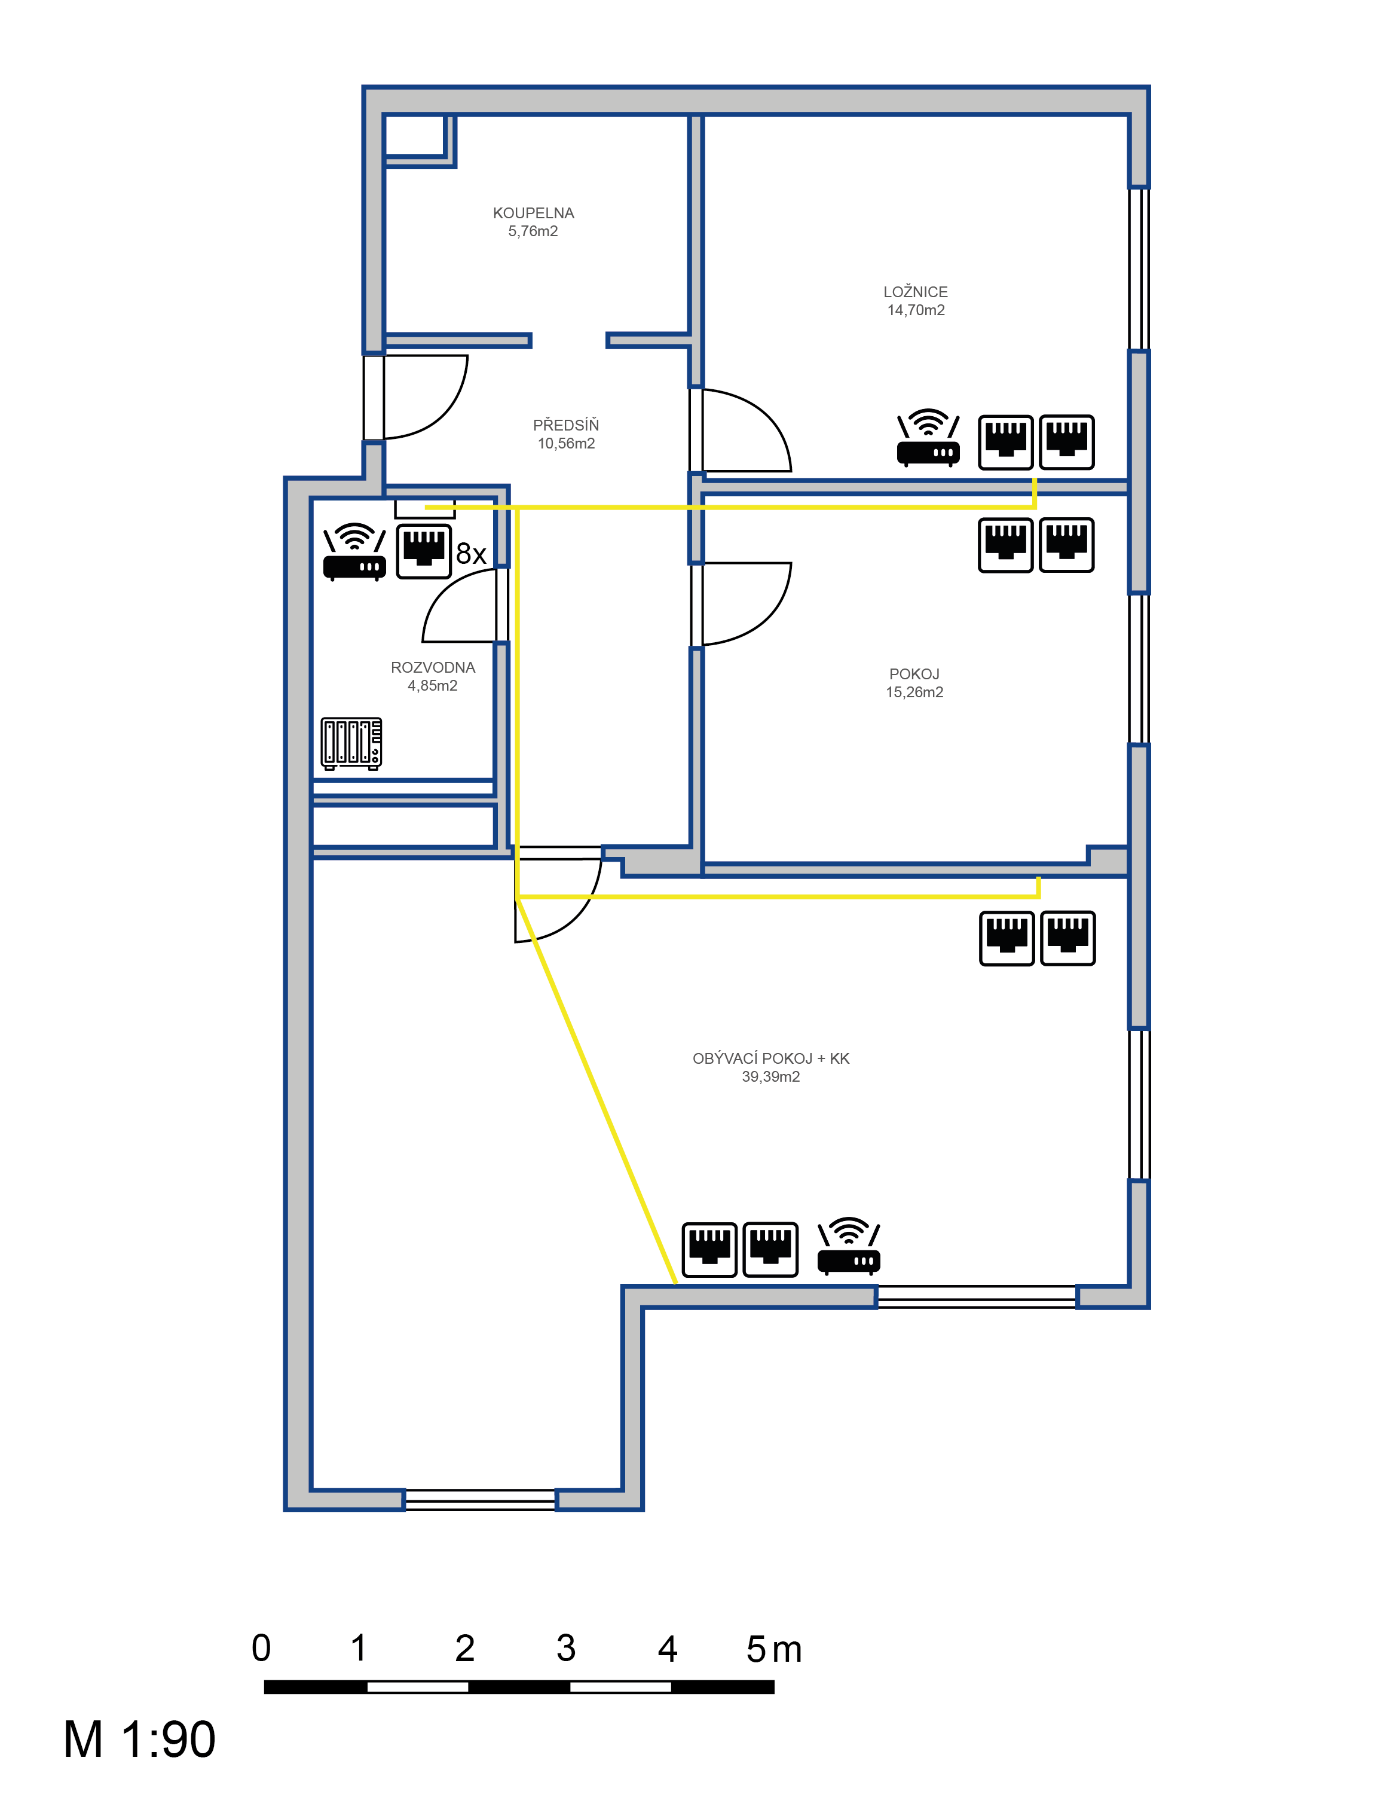 KOUPELNA
5,76m2
LOŽNICE
14,70m2
PŘEDSÍŇ
10,56m2
8x
ROZVODNA
4,85m2
POKOJ
15,26m2
OBÝVACÍ POKOJ + KK
39,39m2
0 1 2 3 4 5m
M 1:90